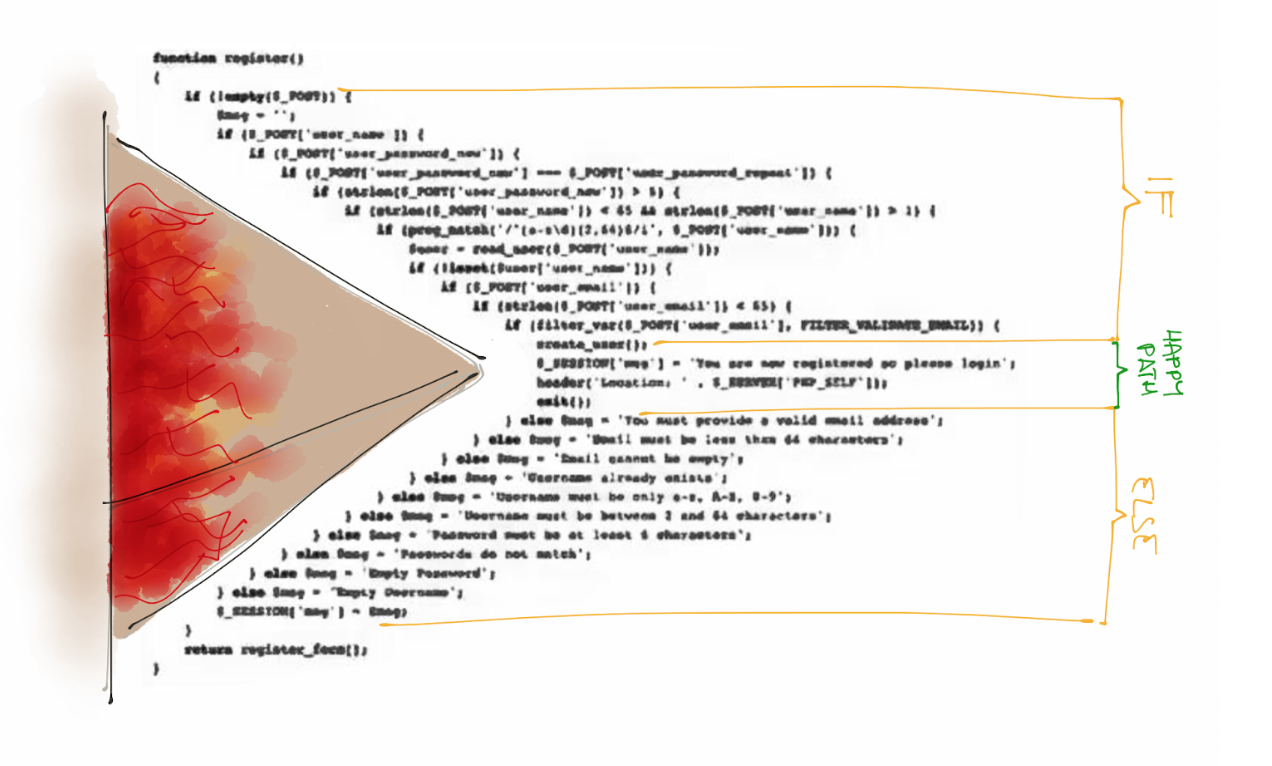 function register()
{
if (!empty($_POST)) {
$msg = '';
if ($_POST['user_name']) {
if ($_POST['user_password_new']) {
if ($_POST['user_password_new'] === $_POST['user_password_repeat']) {
if (strlen($_POST['user_password_new']) > 5) {
if (strlen($_POST['user_name']) < 65 && strlen($_POST['user_name']) > 1) {
if (preg_match('/^[a-z\d]{2,64}$/i', $_POST['user_name'])) {
$user = read_user($_POST['user_name']);
if (!isset($user['user_name'])) {
if ($_POST['user_email']) {
if (strlen($_POST['user_email']) < 65) {
if (filter_var($_POST['user_email'], FILTER_VALIDATE_EMAIL)) {
create_user();
$_SESSION['msg'] = 'You are now registered so please login';
header('Location: ' . $_SERVER['PHP_SELF']);
exit();
} else $msg = 'You must provide a valid email address';
} else $msg = 'Email must be less than 64 characters';
} else $msg = 'Email cannot be empty';
} else $msg = 'Username already exists';
} else $msg = 'Username must be only a-z, A-Z, 0-9';
} else $msg = 'Username must be between 2 and 64 characters';
} else $msg = 'Password must be at least 6 characters';
} else $msg = 'Passwords do not match';
} else $msg = 'Empty Password';
} else $msg = 'Empty Username';
$_SESSION['msg'] = $msg;
}
return register_form();
}
IF
HAPPY
PATH
ELSE